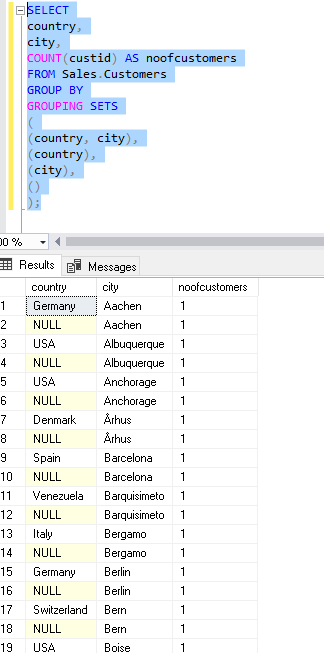 SELECT
country,
city,
COUNT(custid) AS noofcustomers
FROM Sales.Customers
GROUP BY
GROUPING SETS
(
(country, city),
(country),
(city),
()
);
00 %
Results Messages
country city noofcustomers
1 Germany Aachen 1
2 NULL Aachen 1
3 USA Albuquerque 1
4 NULL Albuquerque 1
5 USA Anchorage 1
6 NULL Anchorage 1
7 Denmark Århus 1
8 NULL Århus 1
9 Spain Barcelona 1
10 NULL Barcelona 1
11 Venezuela Barquisimeto 1
12 NULL Barquisimeto 1
13 Italy Bergamo 1
14 NULL Bergamo 1
15 Germany Berlin 1
16 NULL Berlin 1
17 Switzerland Bern 1
18 NULL Bern 1
19 USA Boise 1